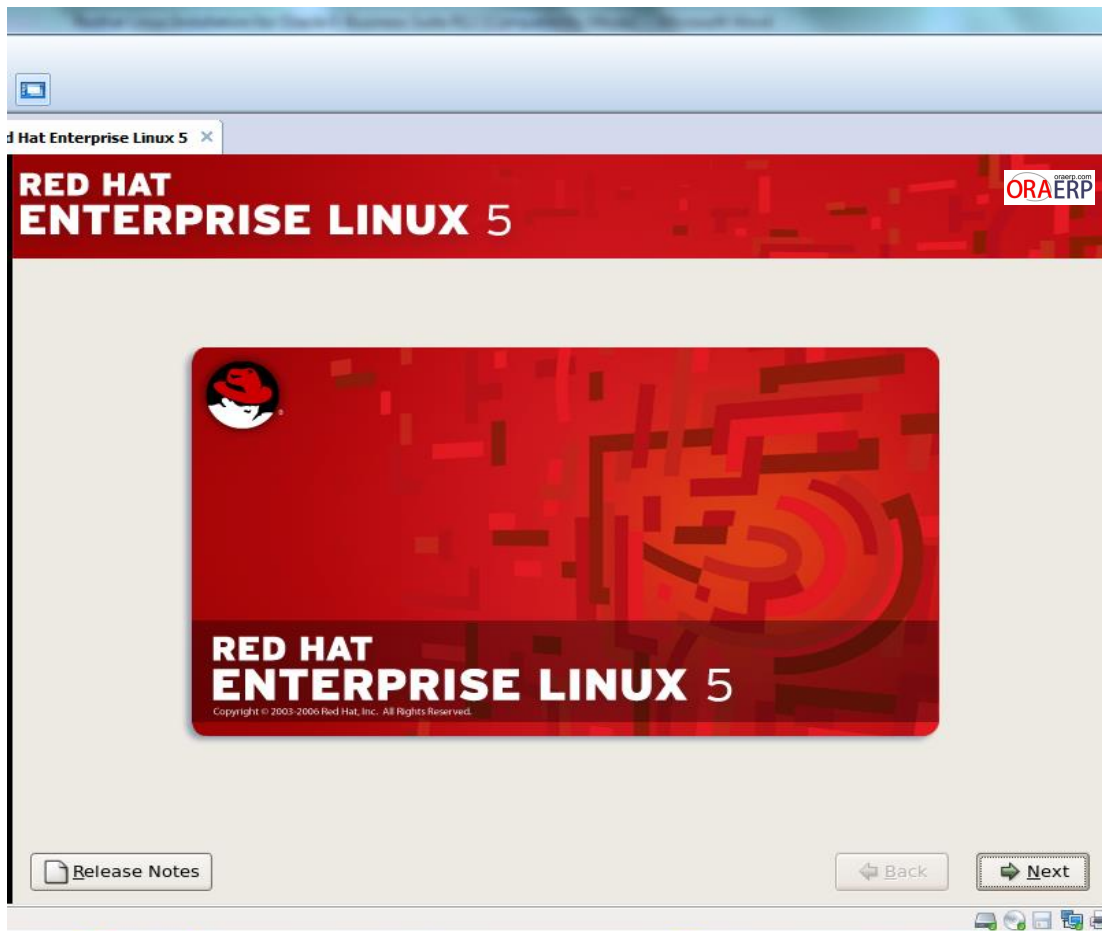 d Hat Enterprise Linux 5
RED HAT
ENTERPRISE LINUX 5
oraerp.com
ORAERP
RED HAT
ENTERPRISE LINUX 5
Copyright © 2003-2006 Red Hat, Inc. All Rights Reserved.
Release Notes
Back
Next